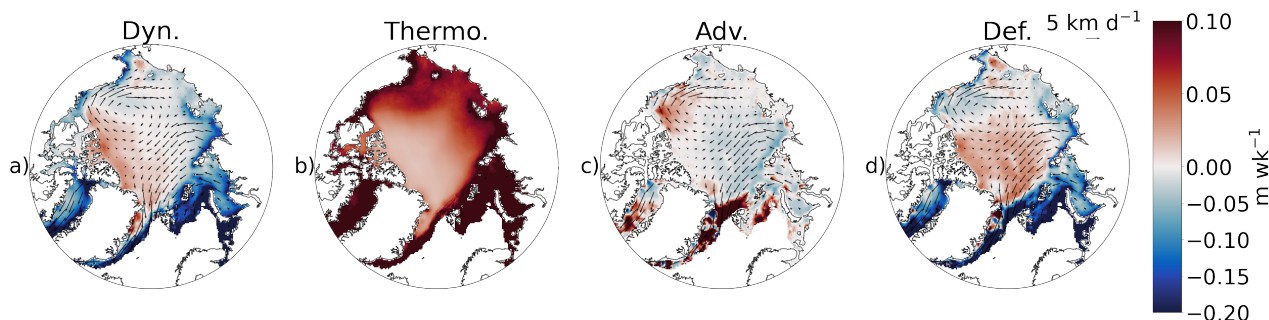 Dyn.
Thermo.
Adv.
Def.
5 km d⁻¹
a)
b)
c)
d)
0.10
0.05
0.00
−0.05
−0.10
−0.15
−0.20
m wk⁻¹